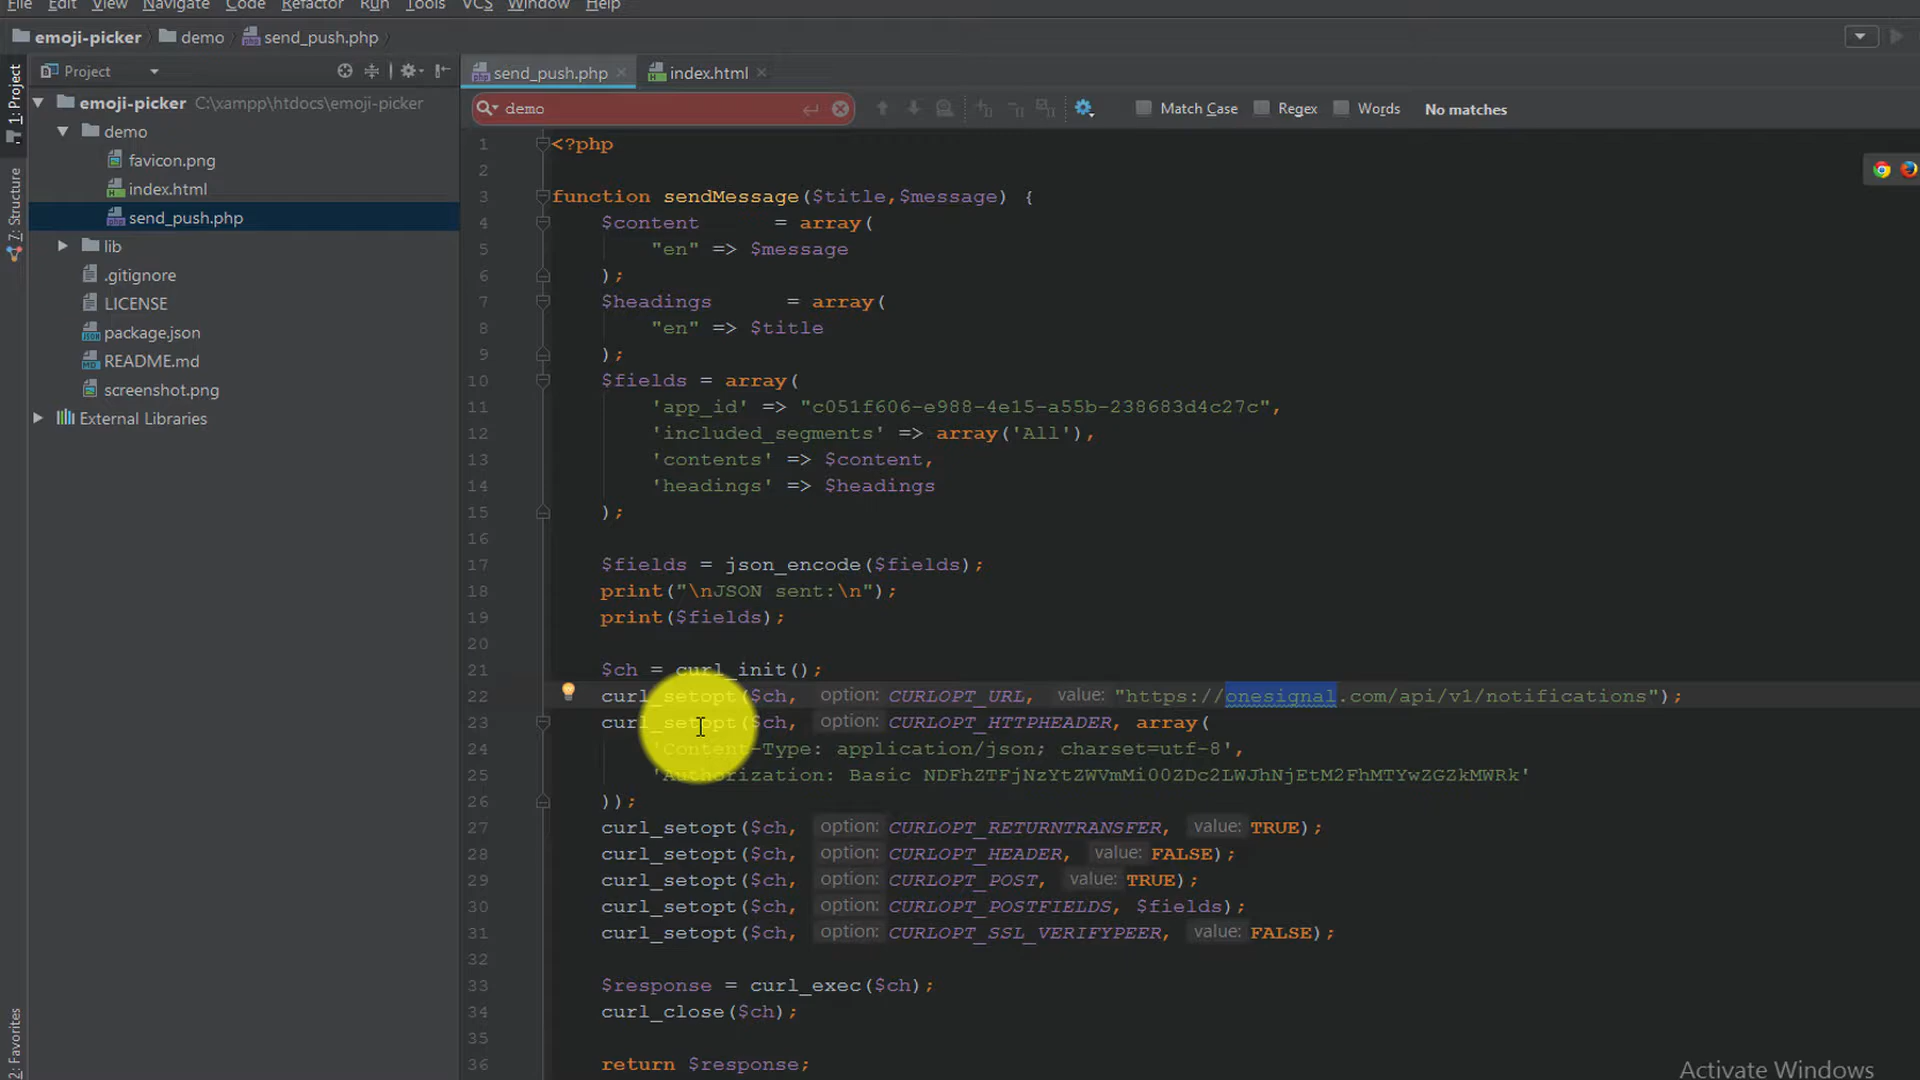 File Edit View Navigate Code Refactor Run Tools VCS Window Help
emoji-picker demo send_push.php
1: Project
7: Structure
2: Favorites
Project
emoji-picker C:\xampp\htdocs\emoji-picker
demo
favicon.png
index.html
send_push.php
lib
.gitignore
LICENSE
package.json
README.md
screenshot.png
External Libraries
send_push.php index.html
demo Match Case Regex Words No matches
1 <?php
2
3 function sendMessage($title,$message) {
4 $content = array(
5 "en" => $message
6 );
7 $headings = array(
8 "en" => $title
9 );
10 $fields = array(
11 'app_id' => "c051f606-e988-4e15-a55b-238683d4c27c",
12 'included_segments' => array('All'),
13 'contents' => $content,
14 'headings' => $headings
15 );
16
17 $fields = json_encode($fields);
18 print("\nJSON sent:\n");
19 print($fields);
20
21 $ch = curl_init();
22 curl_setopt($ch, option: CURLOPT_URL, value: "https://onesignal.com/api/v1/notifications");
23 curl_setopt($ch, option: CURLOPT_HTTPHEADER, array(
24 'Content-Type: application/json; charset=utf-8',
25 'Authorization: Basic NDFhZTFjNzYtZWVmMi00ZDc2LWJhNjEtM2FhMTYwZGZkMWRk'
26 ));
27 curl_setopt($ch, option: CURLOPT_RETURNTRANSFER, value: TRUE);
28 curl_setopt($ch, option: CURLOPT_HEADER, value: FALSE);
29 curl_setopt($ch, option: CURLOPT_POST, value: TRUE);
30 curl_setopt($ch, option: CURLOPT_POSTFIELDS, $fields);
31 curl_setopt($ch, option: CURLOPT_SSL_VERIFYPEER, value: FALSE);
32
33 $response = curl_exec($ch);
34 curl_close($ch);
35
36 return $response;
Activate Windows